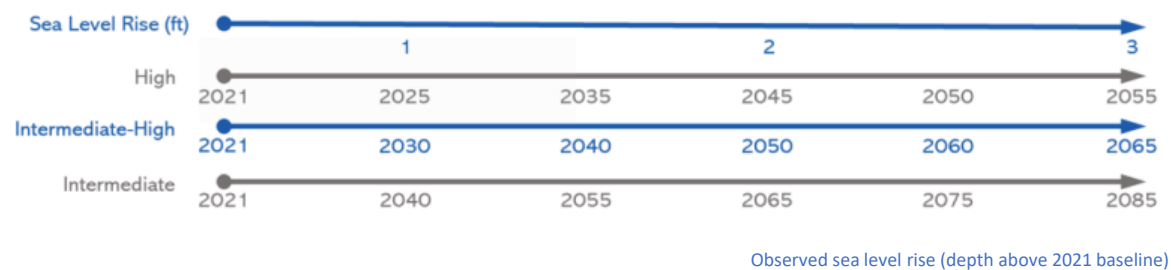 Sea Level Rise (ft)
1 2 3
High
2021 2025 2035 2045 2050 2055
Intermediate-High
2021 2030 2040 2050 2060 2065
Intermediate
2021 2040 2055 2065 2075 2085
Observed sea level rise (depth above 2021 baseline)